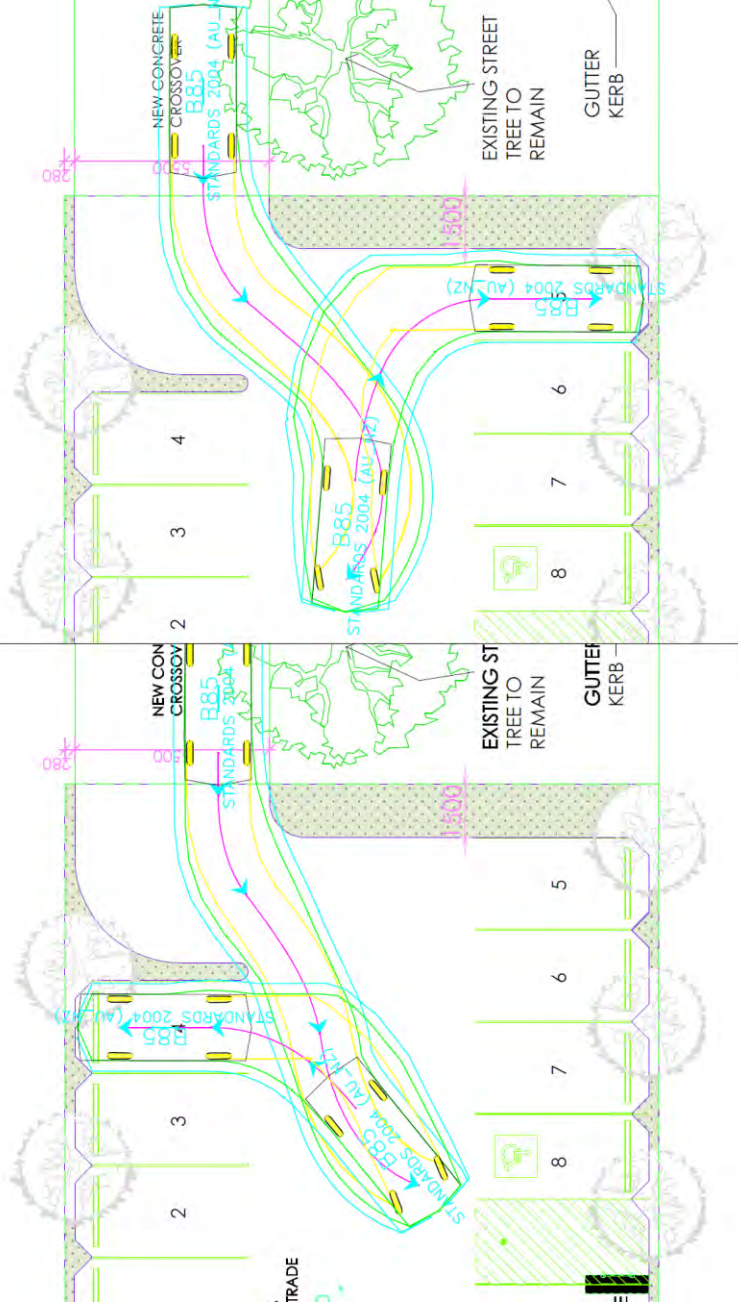 NEW CONCRETE
CROSSOVER
B85
STANDARDS 2004 (AU_N
EXISTING STREET
TREE TO
REMAIN
GUTTER
KERB
280
5500
1500
STANDARDS 2004 (AU_NZ)
B85
5
6
7
8
4
3
2
B85
STANDARDS 2004 (AU_NZ)
NEW CON
CROSSOV
B85
STANDARDS 2004
EXISTING ST
TREE TO
REMAIN
GUTTER
KERB
280
500
1500
5
6
7
8
STANDARDS 2004 (AU_NZ)
B85
4
3
2
B85
STANDARDS 2004 (AU_NZ)
TRADE